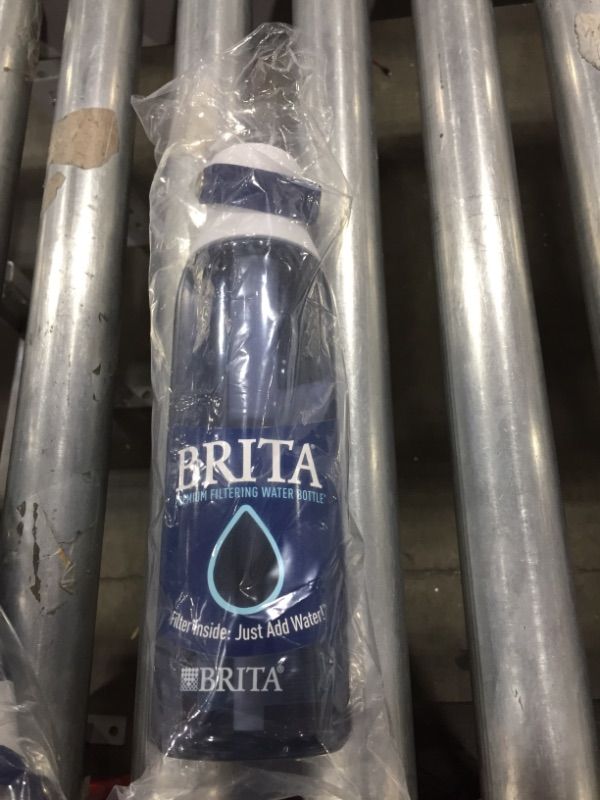 BRITA
FILTERING WATER BOTTLE
Filter Inside: Just Add Water!
BRITA®